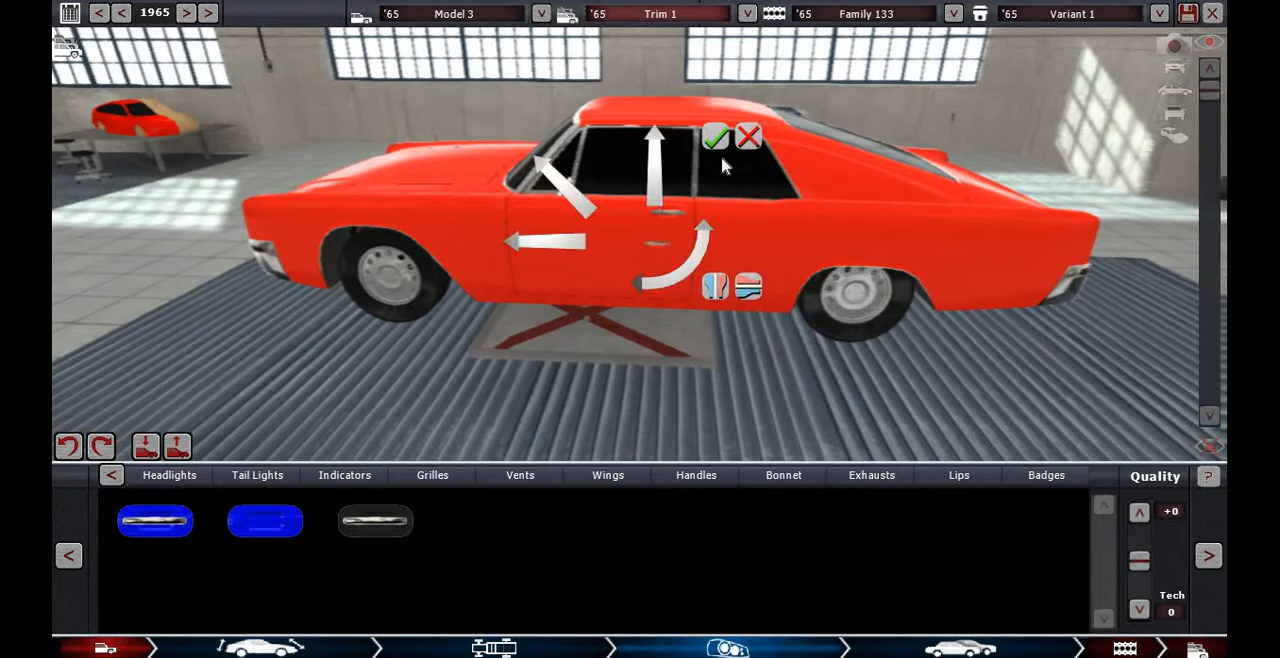 1965 '65 Model 3 '65 Trim 1 '65 Family 133 '65 Variant 1
Headlights Tail Lights Indicators Grilles Vents Wings Handles Bonnet Exhausts Lips Badges Quality ?
+0
Tech
0